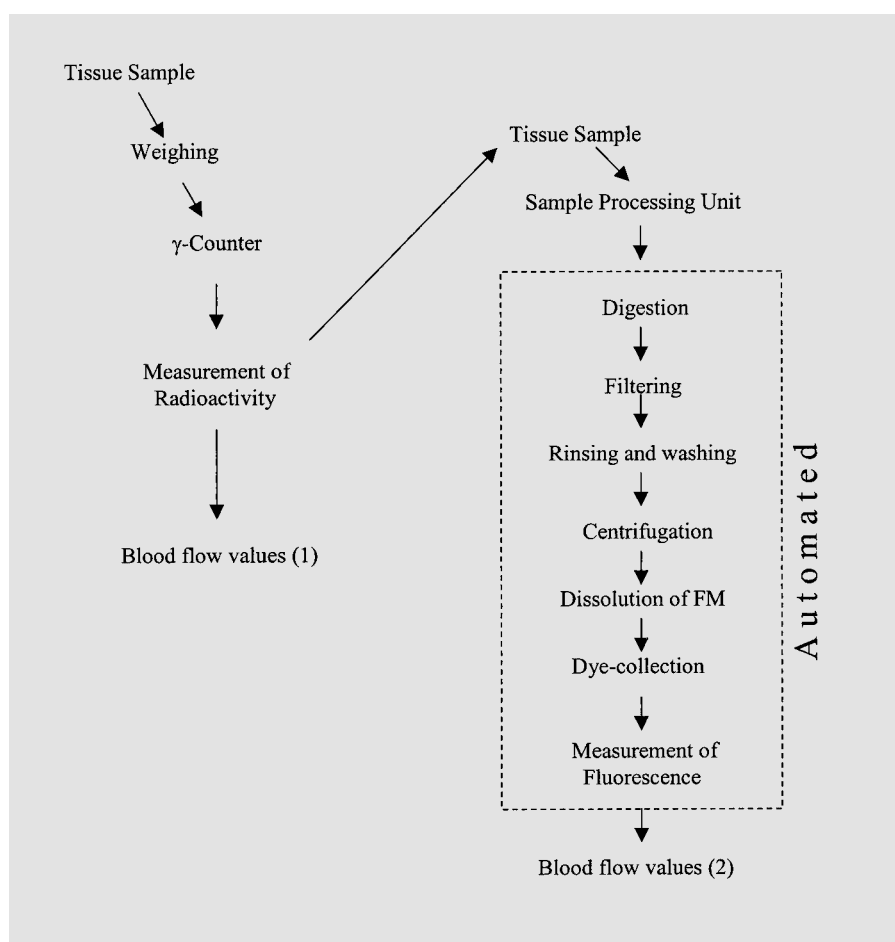 Tissue Sample
Weighing
γ-Counter
Measurement of
Radioactivity
Blood flow values (1)
Tissue Sample
Sample Processing Unit
Digestion
Filtering
Rinsing and washing
Centrifugation
Dissolution of FM
Dye-collection
Measurement of
Fluorescence
Blood flow values (2)
Automated